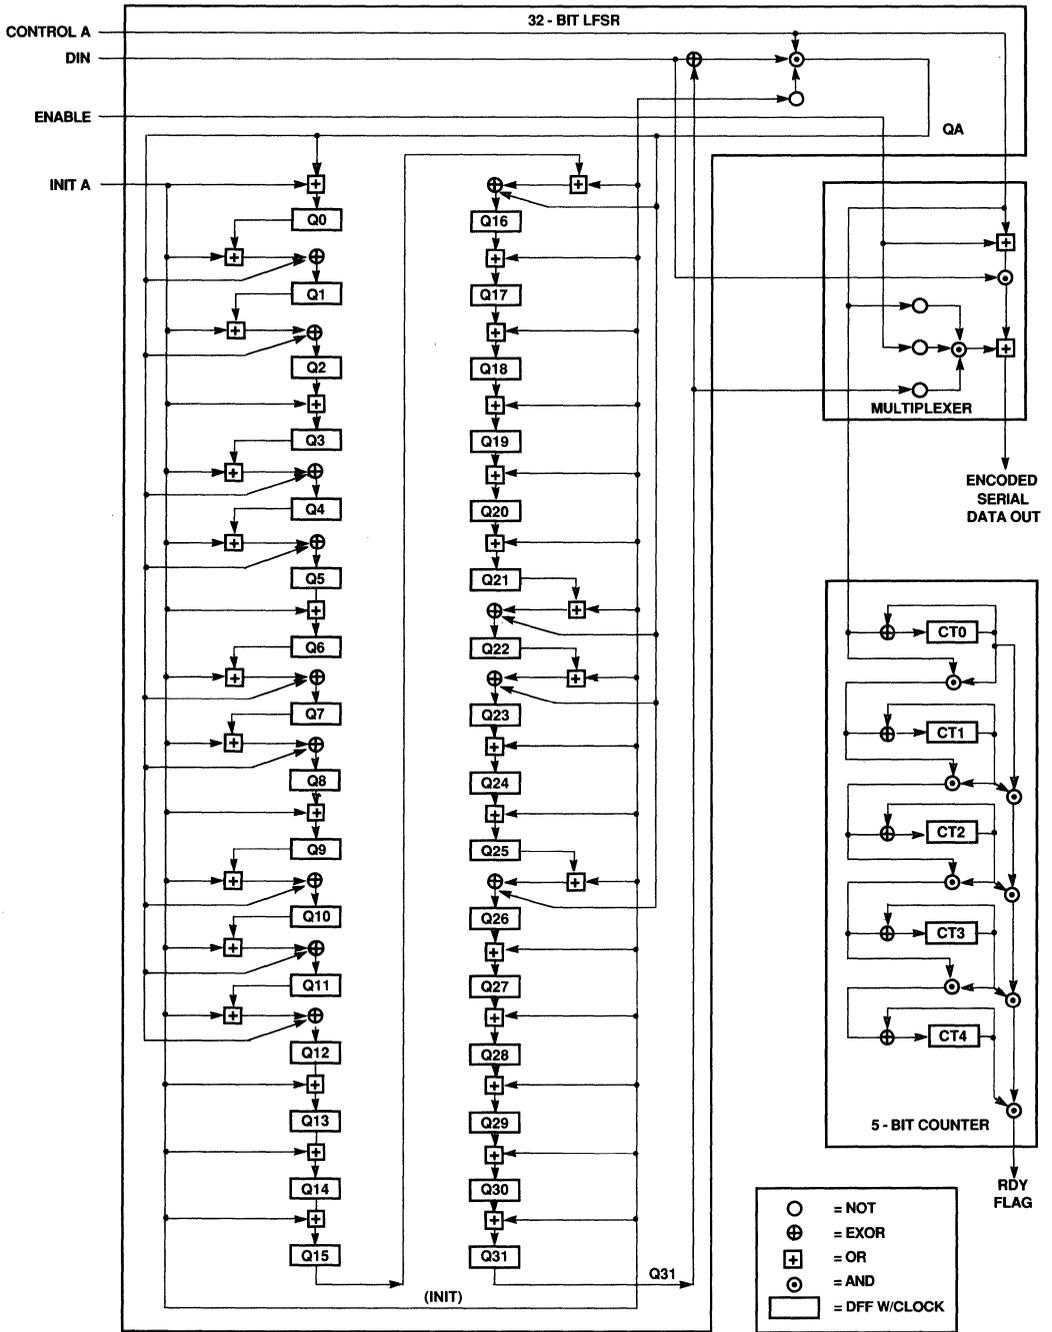 32 - BIT LFSR
CONTROL A
DIN
ENABLE
QA
INIT A
Q0
Q1
Q2
Q3
Q4
Q5
Q6
Q7
Q8
Q9
Q10
Q11
Q12
Q13
Q14
Q15
Q16
Q17
Q18
Q19
Q20
Q21
Q22
Q23
Q24
Q25
Q26
Q27
Q28
Q29
Q30
Q31
Q31
(INIT)
MULTIPLEXER
ENCODED
SERIAL
DATA OUT
CT0
CT1
CT2
CT3
CT4
5 - BIT COUNTER
RDY
FLAG
= NOT
= EXOR
= OR
= AND
= DFF W/CLOCK